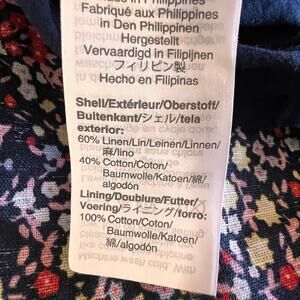 Made in Philippines
Fabriqué aux Philippines
in Den Philippinen
Hergestellt
Vervaardigd in Filipijnen
フィリピン製
Hecho en Filipinas
Shell/Extérieur/Oberstoff/
Buitenkant/シェル/tela
exterior:
60% Linen/Lin/Leinen/Linnen/
麻/lino
40% Cotton/Coton/
Baumwolle/Katoen/綿/
algodón
Lining/Doublure/Futter/
Voering/ライニング/forro:
100% Cotton/Coton/
Baumwolle/Katoen/綿/
algodón